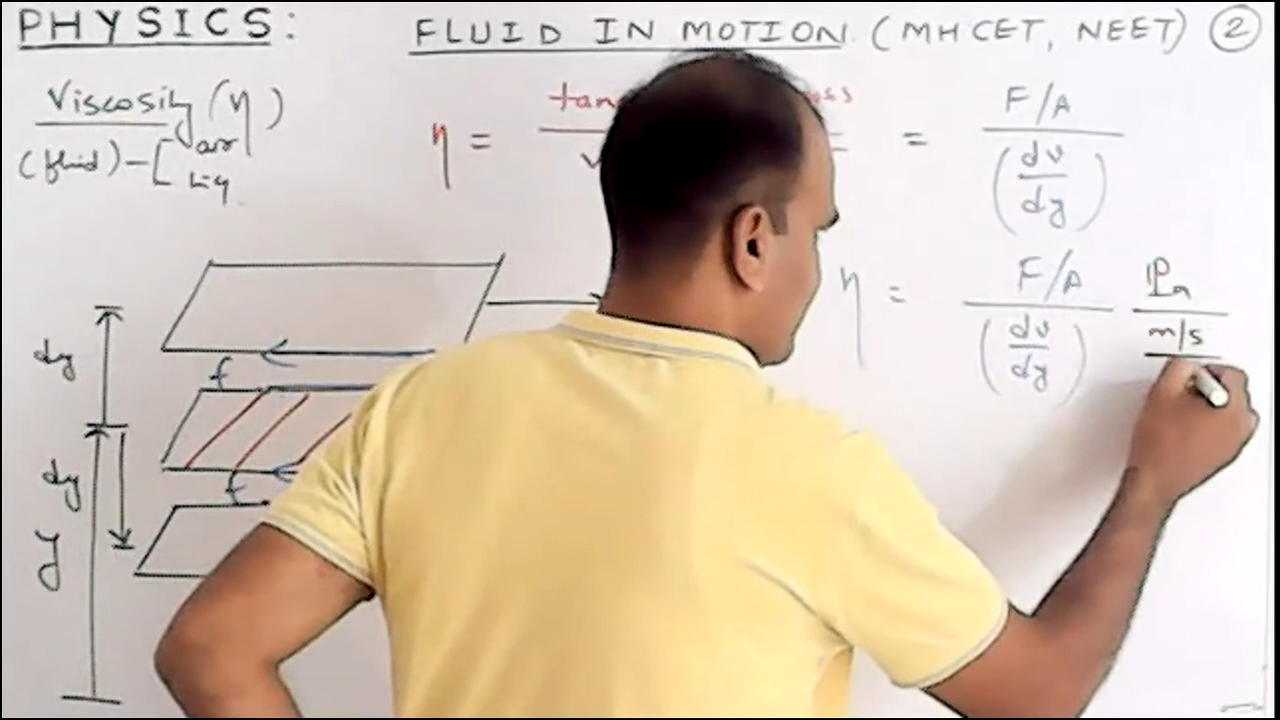 PHYSICS:
FLUID IN MOTION. (MHCET, NEET) 2
Viscosity (η)
(fluid) - [ air
Liq.
η = =
F/A
(dv/dy)
η = F/A Pa
(dv/dy) m/s
dy
f
dy
f
y